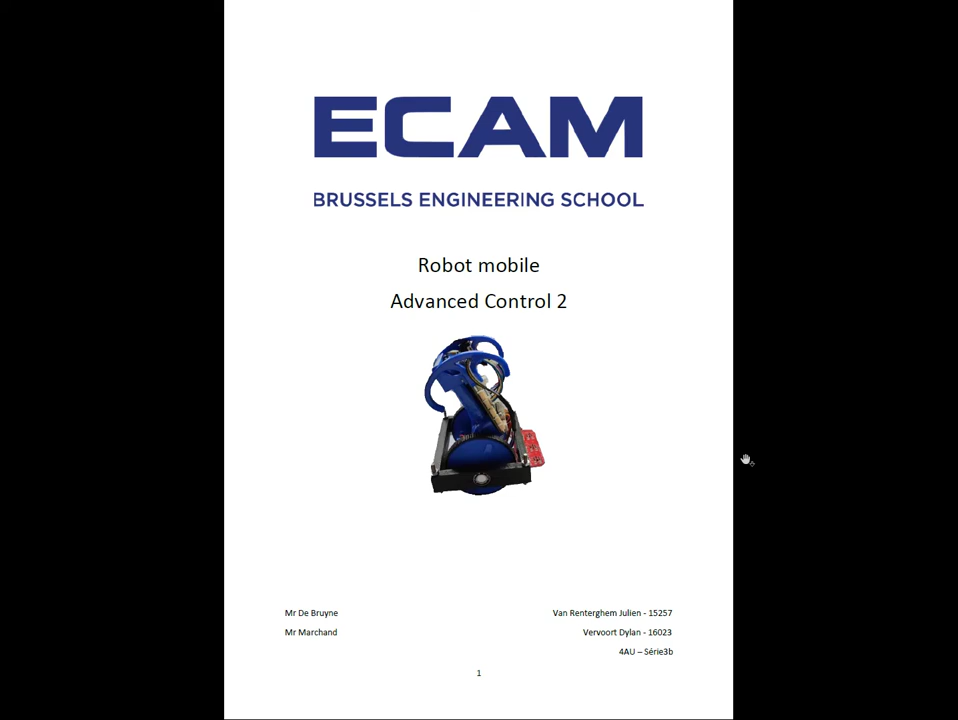 ECAM
BRUSSELS ENGINEERING SCHOOL
Robot mobile
Advanced Control 2
Mr De Bruyne
Van Renterghem Julien - 15257
Mr Marchand
Vervoort Dylan - 16023
4AU – Série3b
1